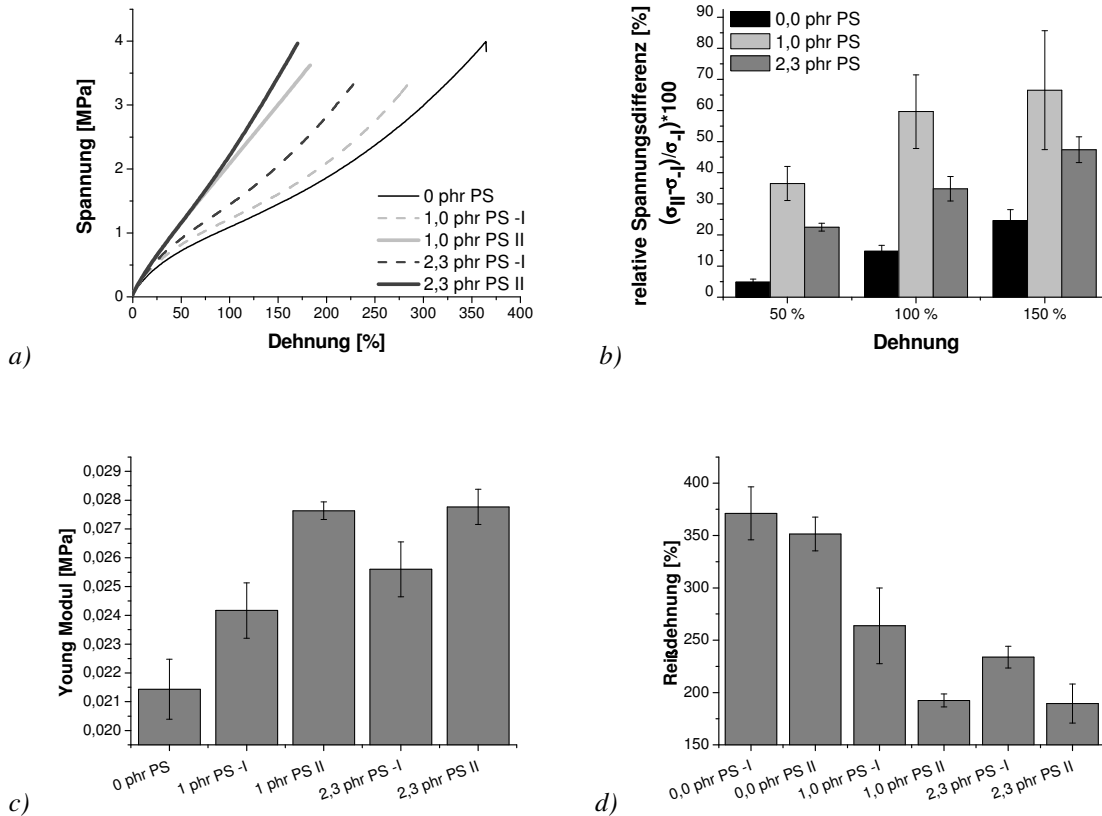 Spannung [MPa]
4
3
2
1
0
0 50 100 150 200 250 300 350 400
Dehnung [%]
0 phr PS
1,0 phr PS -I
1,0 phr PS II
2,3 phr PS -I
2,3 phr PS II
a)
relative Spannungsdifferenz [%]
(σII-σ-I)/σ-I)*100
90
80
70
60
50
40
30
20
10
0
0,0 phr PS
1,0 phr PS
2,3 phr PS
50 % 100 % 150 %
Dehnung
b)
Young Modul [MPa]
0,029
0,028
0,027
0,026
0,025
0,024
0,023
0,022
0,021
0,020
0 phr PS
1 phr PS -I
1 phr PS II
2,3 phr PS -I
2,3 phr PS II
c)
Reißdehnung [%]
400
350
300
250
200
150
0,0 phr PS -I
0,0 phr PS II
1,0 phr PS -I
1,0 phr PS II
2,3 phr PS -I
2,3 phr PS II
d)